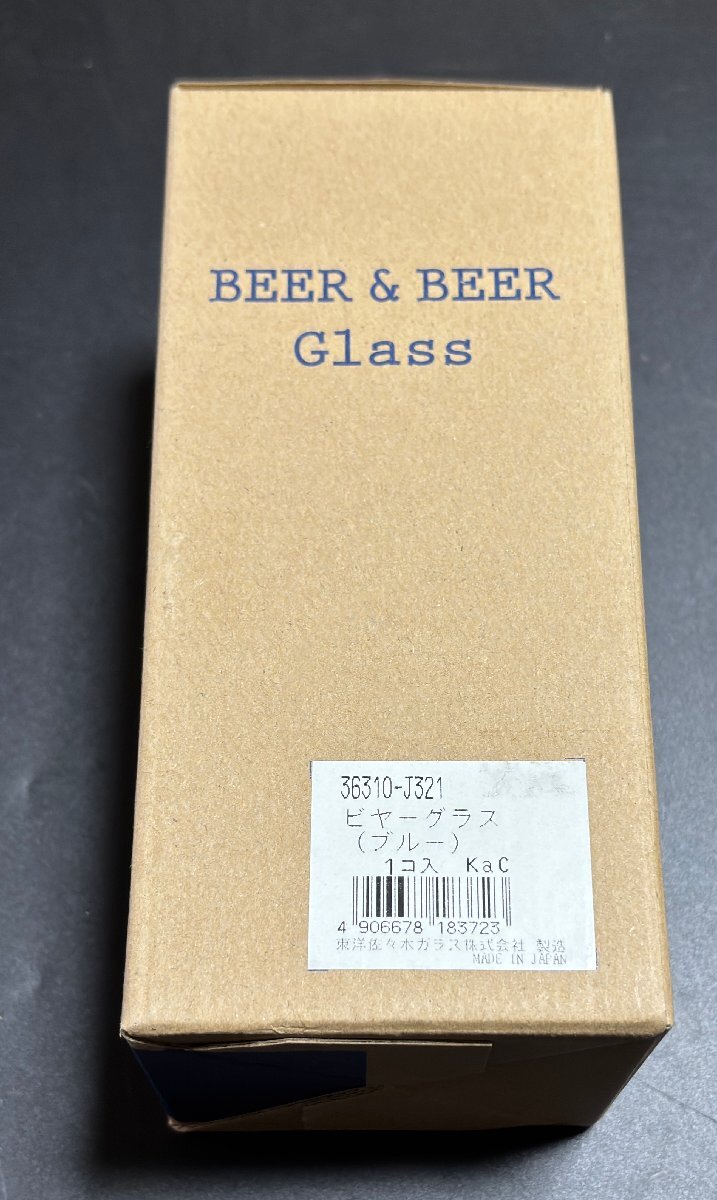 BEER & BEER
Glass
36310-J321
ビヤーグラス
(ブルー)
1コ入 KaC
4 906678 183723
東洋佐々木ガラス株式会社 製造
MADE IN JAPAN